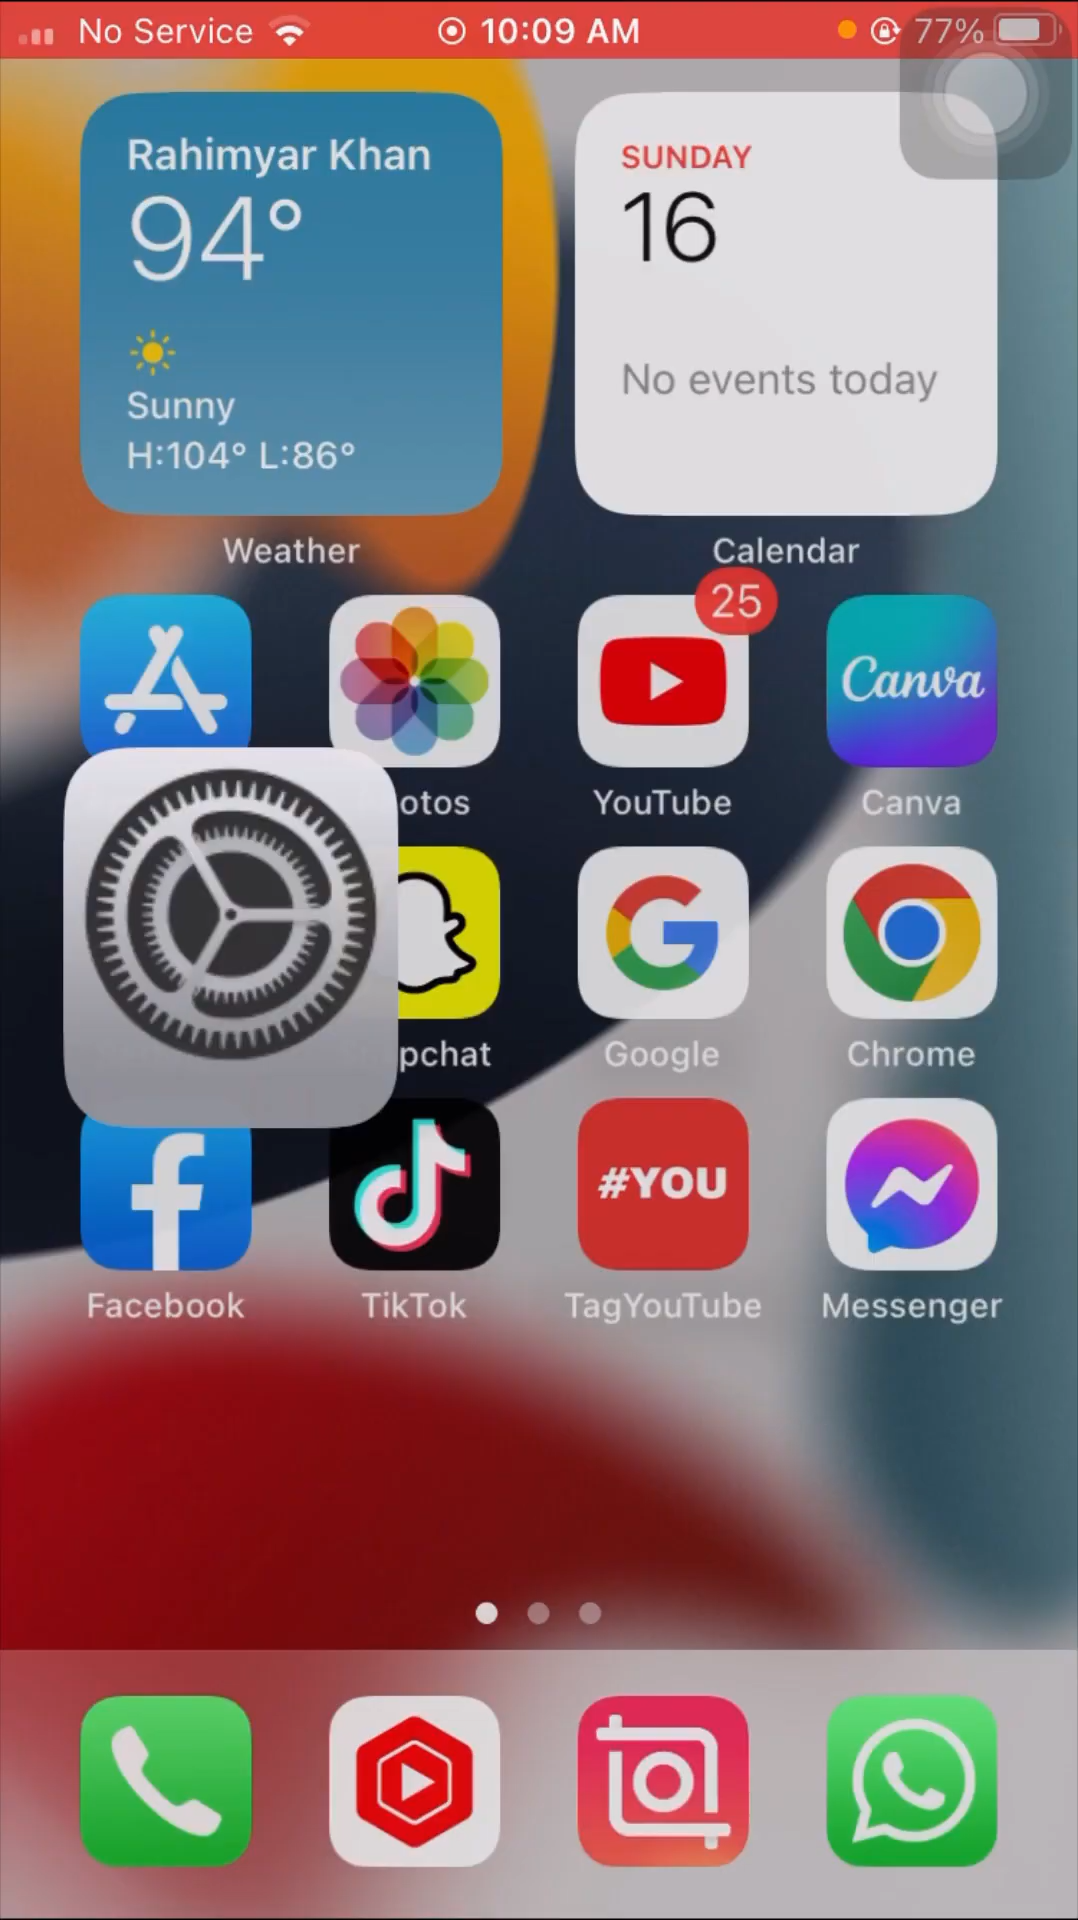 No Service 10:09 AM 77%
Rahimyar Khan
94°
Sunny
H:104° L:86°
Weather
SUNDAY
16
No events today
Calendar
25
Canva
otos YouTube Canva
pchat Google Chrome
#YOU
Facebook TikTok TagYouTube Messenger